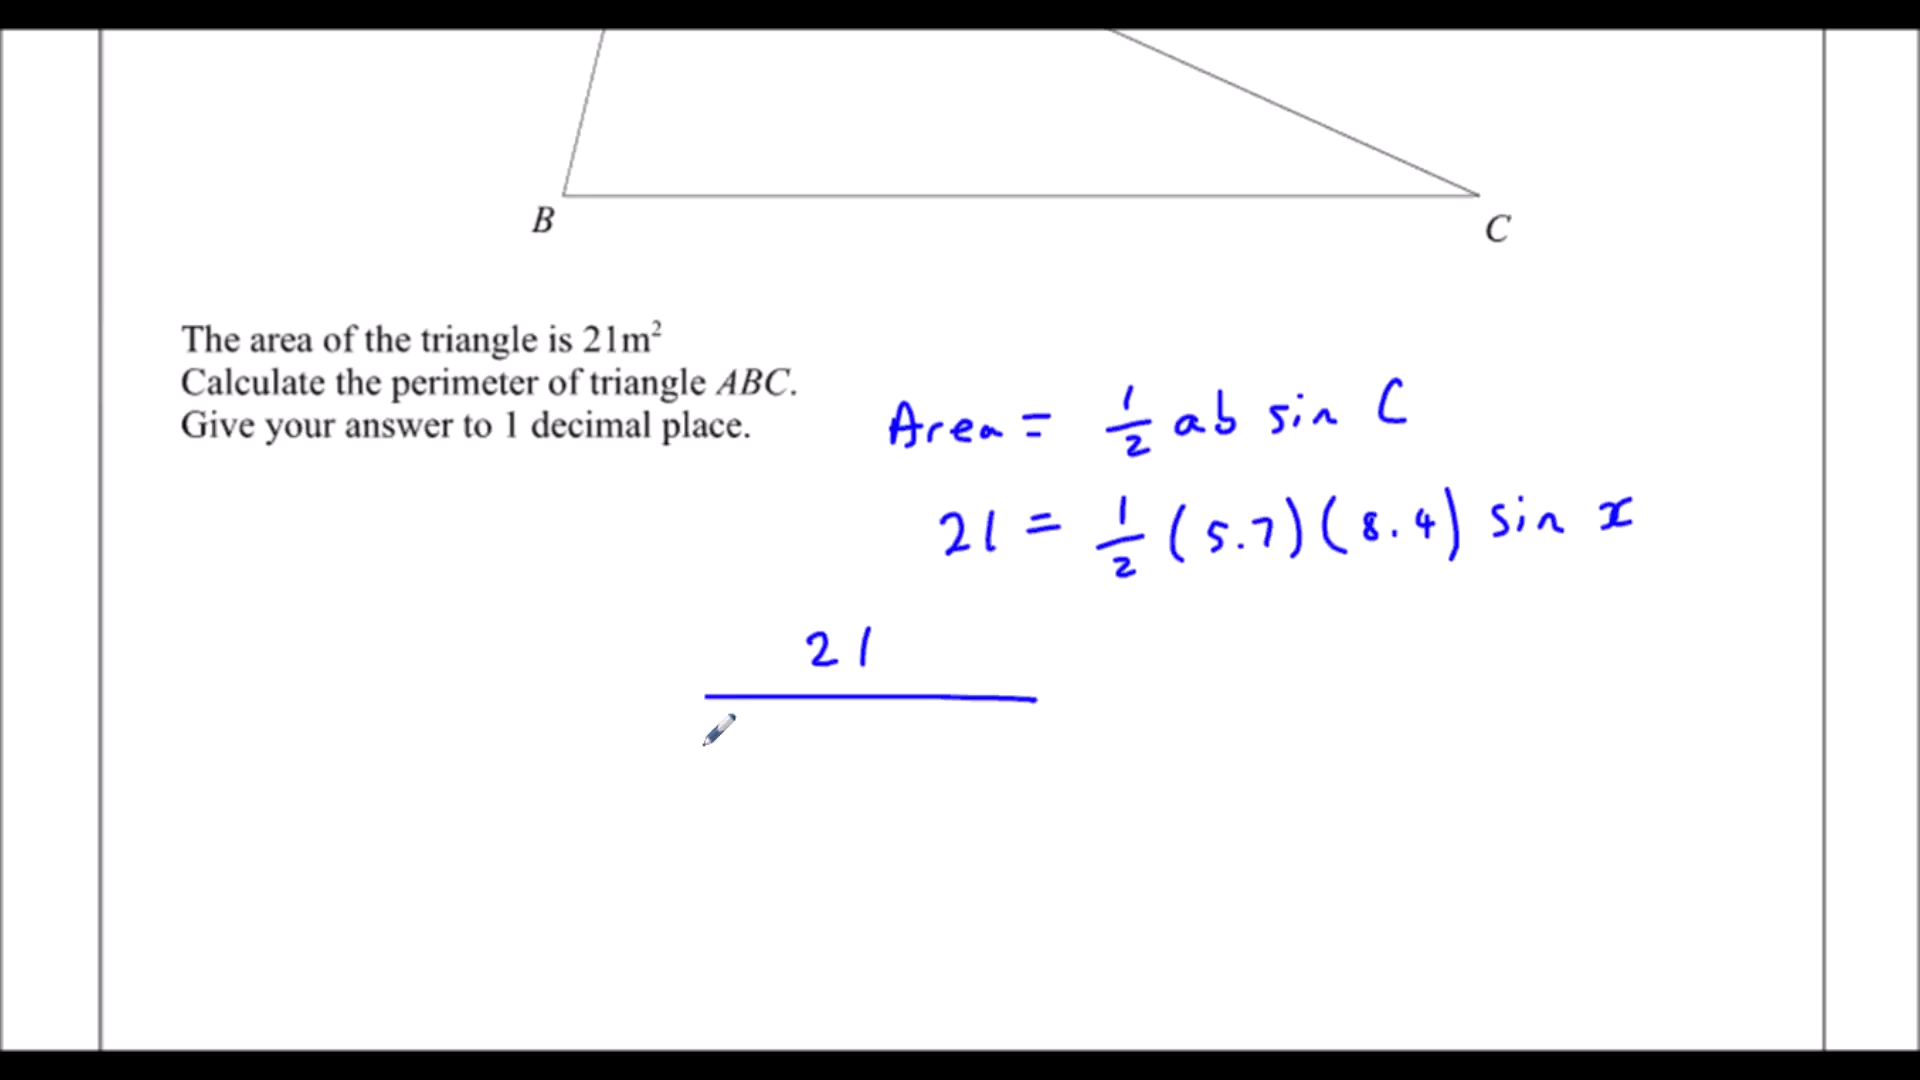 B
C
The area of the triangle is 21m²
Calculate the perimeter of triangle ABC.
Give your answer to 1 decimal place.
Area = 1/2 ab sin C
21 = 1/2 (5.7)(8.4) sin x
21